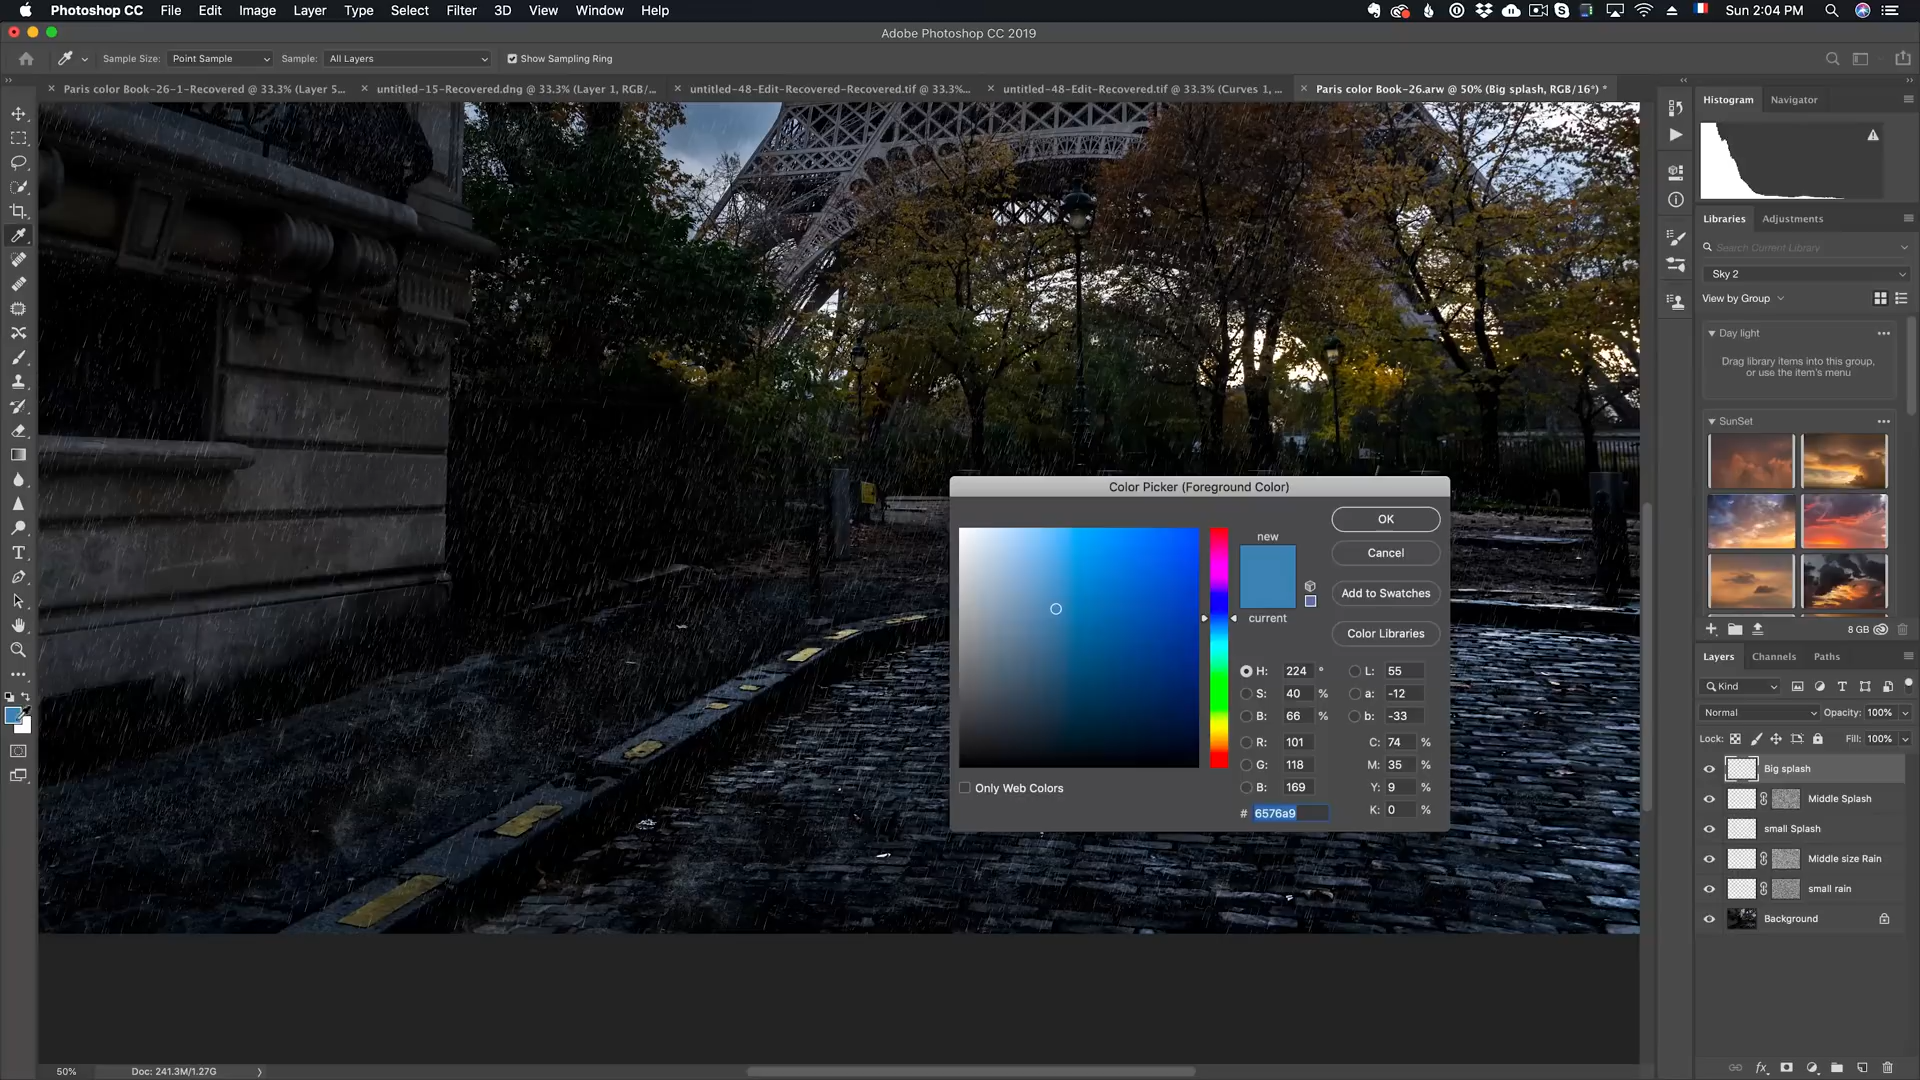 Photoshop CC File Edit Image Layer Type Select Filter 3D View Window Help Sun 2:04 PM
Adobe Photoshop CC 2019
Sample Size: Point Sample Sample: All Layers Show Sampling Ring
Paris color Book-26-1-Recovered @ 33.3% (Layer 5... untitled-15-Recovered.dng @ 33.3% (Layer 1, RGB/... untitled-48-Edit-Recovered-Recovered.tif @ 33.3%... untitled-48-Edit-Recovered.tif @ 33.3% (Curves 1, ... Paris color Book-26.arw @ 50% (Big splash, RGB/16*) *
Histogram Navigator
Libraries Adjustments
Search Current Library
Sky 2
View by Group
Day light
Drag library items into this group,
or use the item's menu
SunSet
8 GB
Color Picker (Foreground Color)
new
current
OK
Cancel
Add to Swatches
Color Libraries
H: 224 ° L: 55
S: 40 % a: -12
B: 66 % b: -33
R: 101 C: 74 %
G: 118 M: 35 %
B: 169 Y: 9 %
# 6576a9 K: 0 %
Only Web Colors
Layers Channels Paths
Kind
Normal Opacity: 100%
Lock: Fill: 100%
Big splash
Middle Splash
small Splash
Middle size Rain
small rain
Background
50% Doc: 241.3M/1.27G